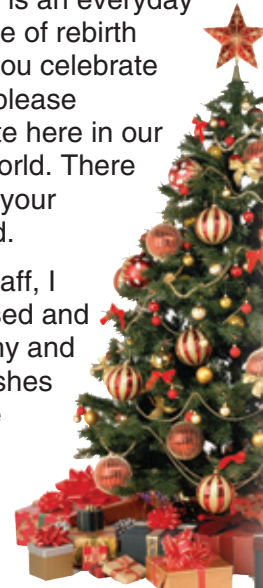 is an everyday
e of rebirth
ou celebrate
please
te here in our
orld. There
your
d.
aff, I
sed and
ny and
shes
e